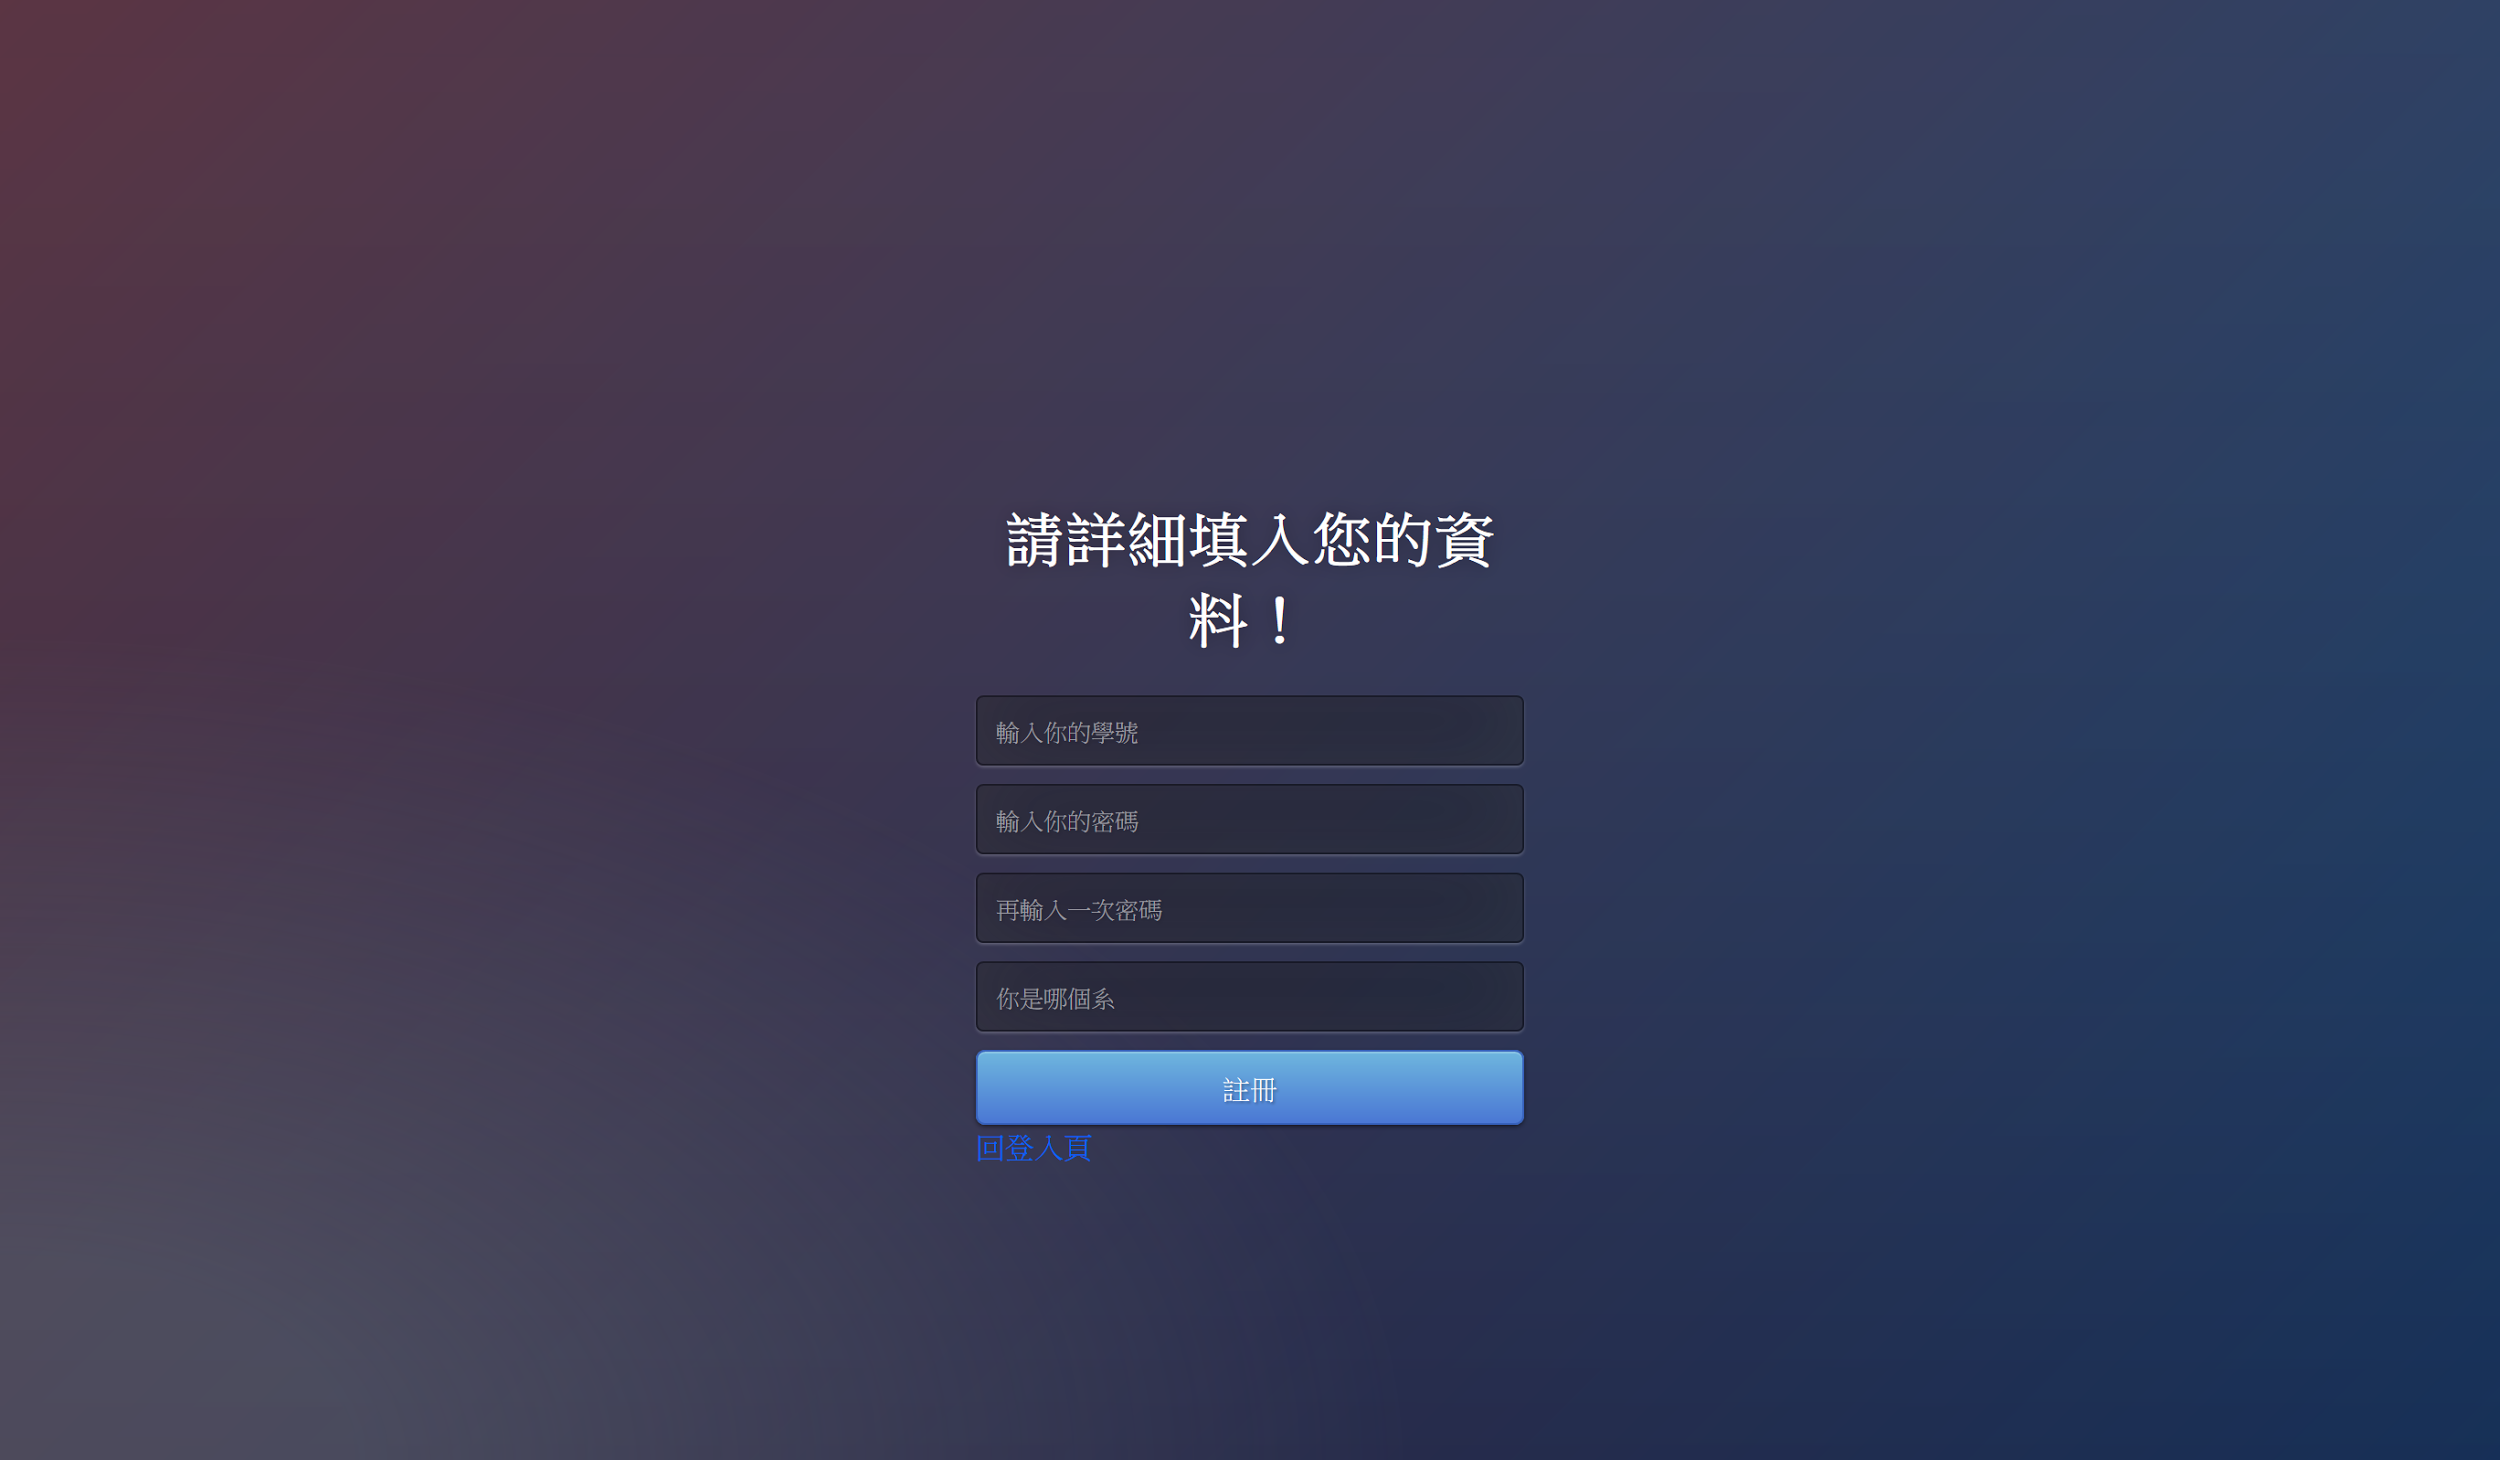 請詳細填入您的資
料！
輸入你的學號
輸入你的密碼
再輸入一次密碼
你是哪個系
註冊
回登入頁